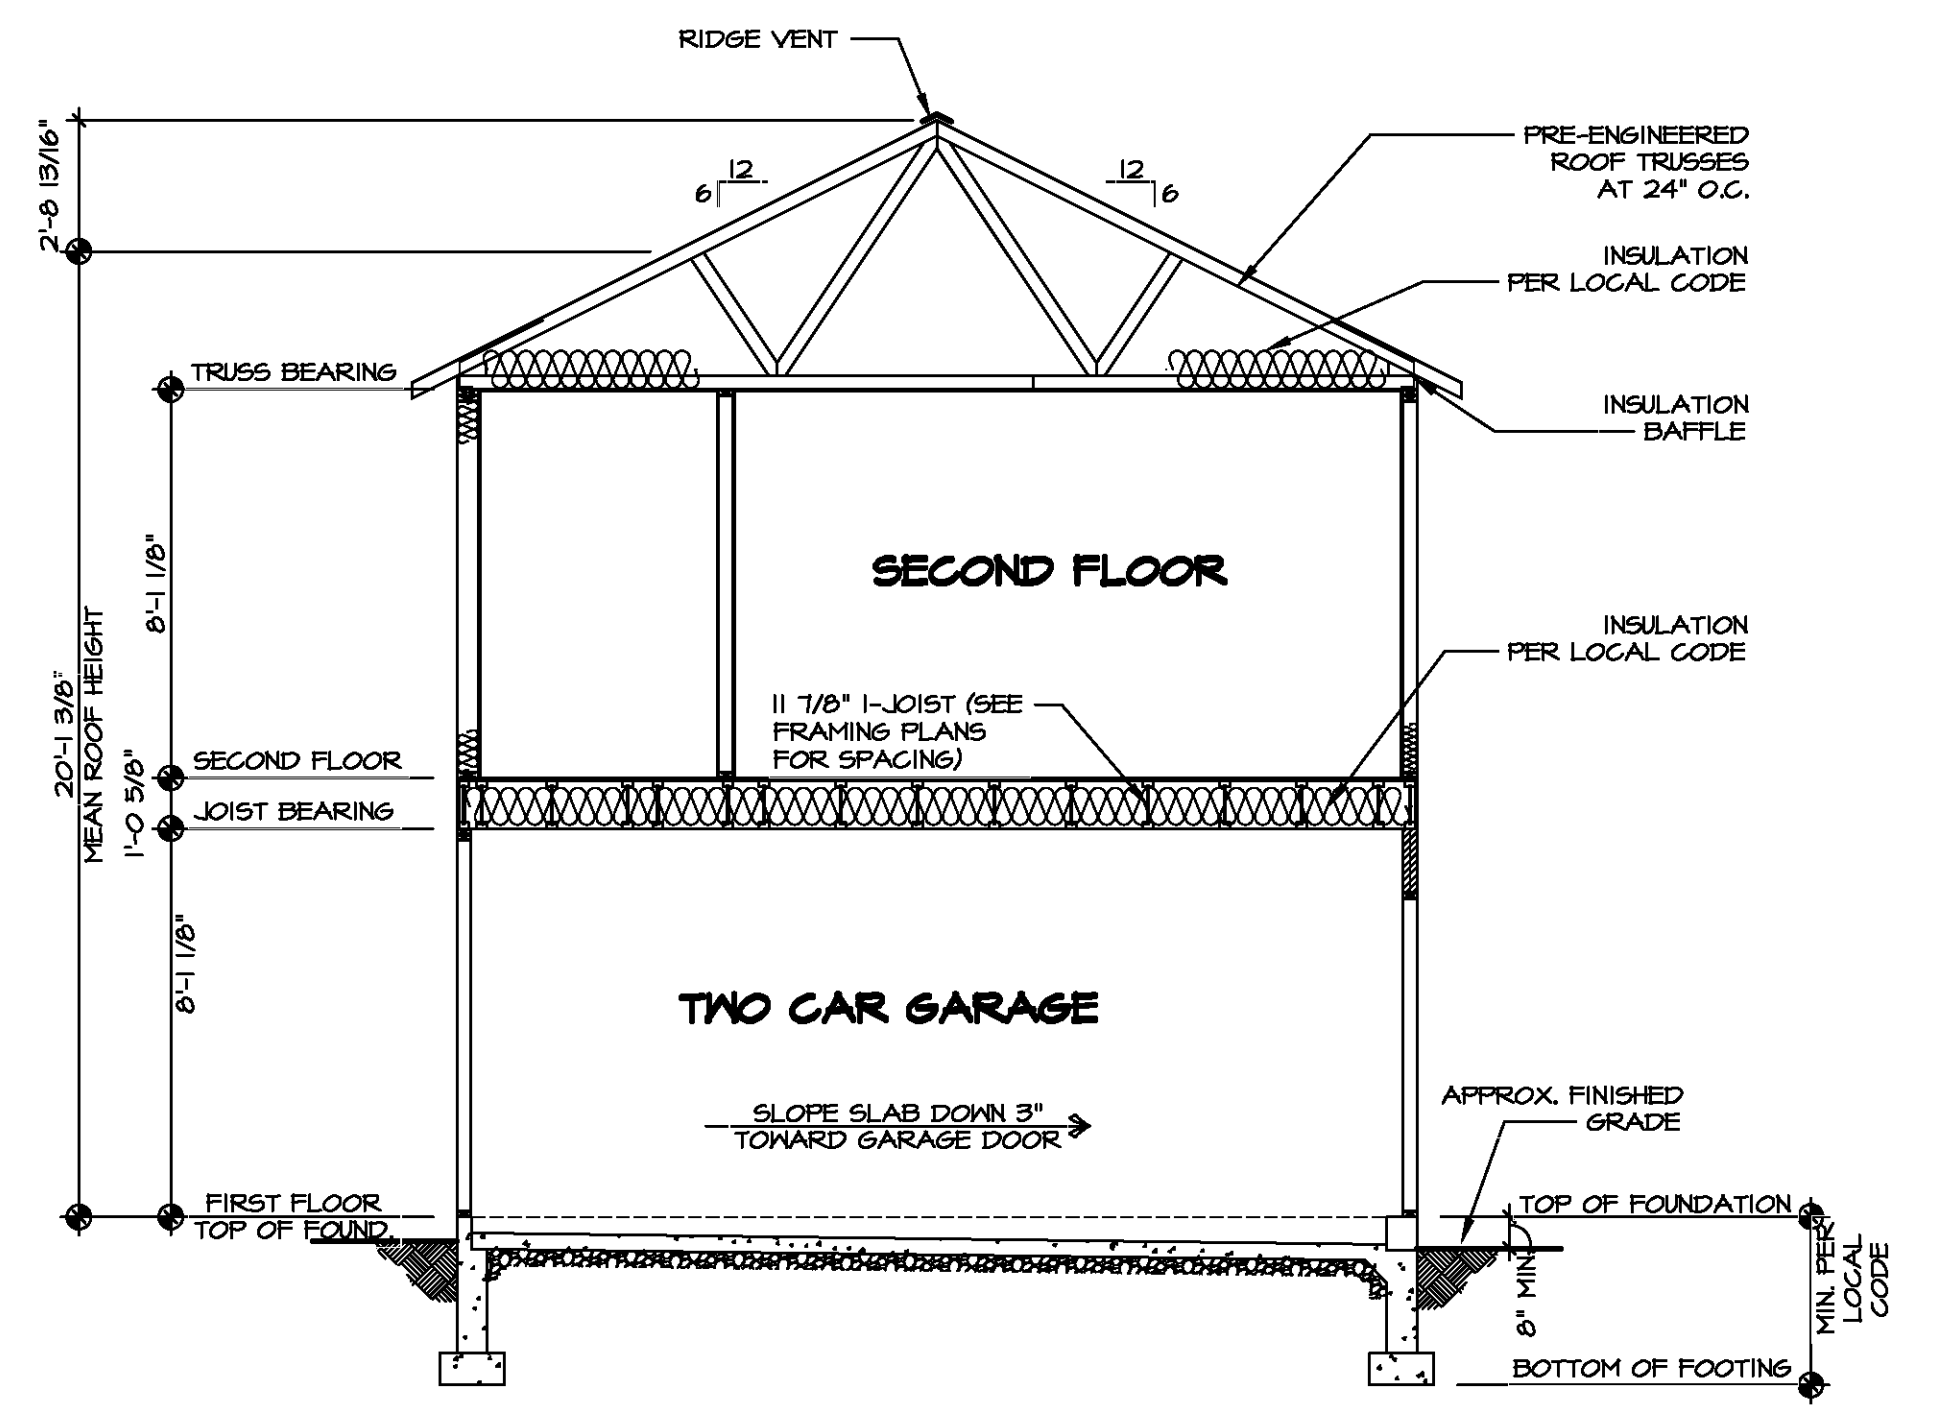 RIDGE VENT
PRE-ENGINEERED
ROOF TRUSSES
AT 24" O.C.
12
6
12
6
2'-8 13/16"
INSULATION
PER LOCAL CODE
TRUSS BEARING
INSULATION
BAFFLE
8'-1 1/8"
SECOND FLOOR
INSULATION
PER LOCAL CODE
20'-1 3/8"
MEAN ROOF HEIGHT
11 7/8" I-JOIST (SEE
FRAMING PLANS
FOR SPACING)
SECOND FLOOR
1'-0 5/8"
JOIST BEARING
8'-1 1/8"
TWO CAR GARAGE
SLOPE SLAB DOWN 3"
TOWARD GARAGE DOOR
APPROX. FINISHED
GRADE
FIRST FLOOR
TOP OF FOUND.
TOP OF FOUNDATION
8" MIN.
MIN. PER
LOCAL
CODE
BOTTOM OF FOOTING